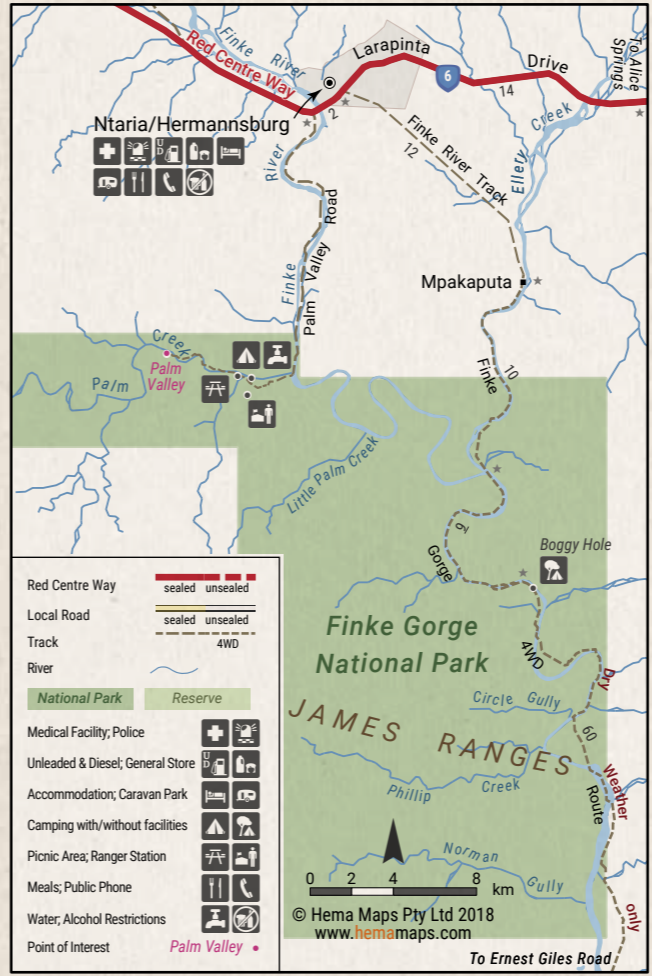 Finke River
Larapinta
Drive
To Alice
Springs
Red Centre Way
6
14
Ntaria/Hermannsburg
2
Finke River Track
12
Ellery Creek
UD
River
Palm Valley Road
Finke
Mpakaputa
Palm Creek
Palm
Valley
Finke
10
Little Palm Creek
9
Gorge
Boggy Hole
4WD
Finke Gorge
National Park
Dry
Circle Gully
JAMES RANGES
60
Phillip Creek
Route
Weather
Norman Gully
only
0 2 4 8 km
© Hema Maps Pty Ltd 2018
www.hemamaps.com
To Ernest Giles Road
Red Centre Way
sealed unsealed
Local Road
sealed unsealed
Track
4WD
River
National Park
Reserve
Medical Facility; Police
Unleaded & Diesel; General Store
UD
Accommodation; Caravan Park
Camping with/without facilities
Picnic Area; Ranger Station
Meals; Public Phone
Water; Alcohol Restrictions
Point of Interest
Palm Valley